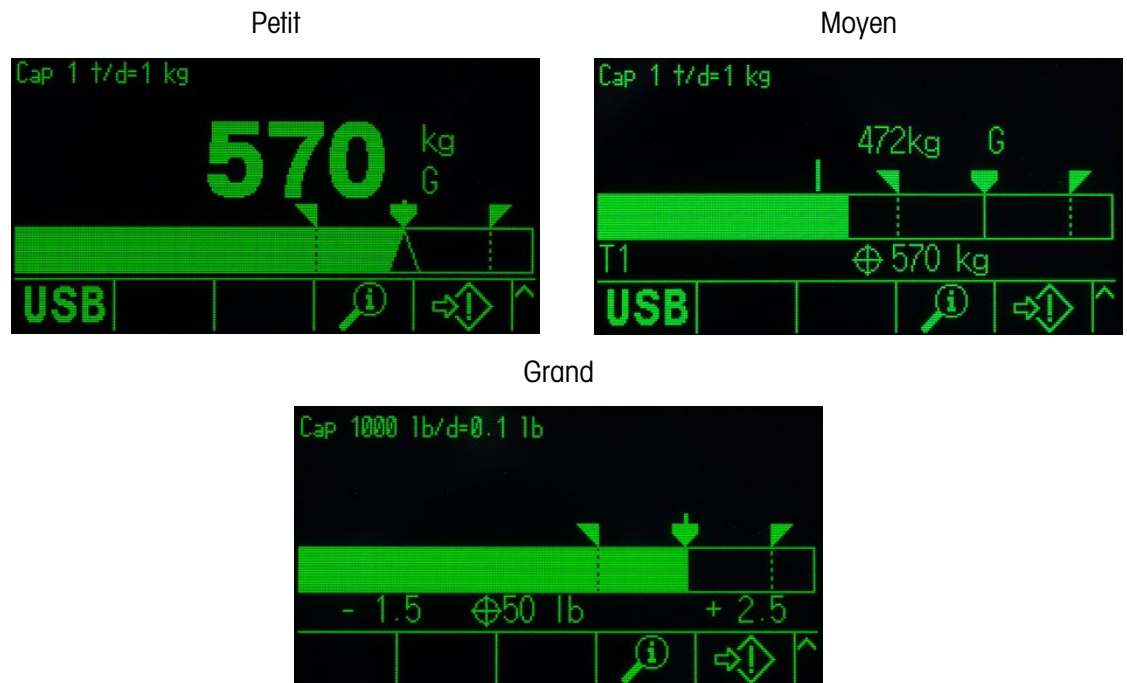 Petit
Cap 1 t/d=1 kg
570 kg
G
USB
Moyen
Cap 1 t/d=1 kg
472kg G
T1 570 kg
USB
Grand
Cap 1000 lb/d=0.1 lb
- 1.5 50 lb + 2.5